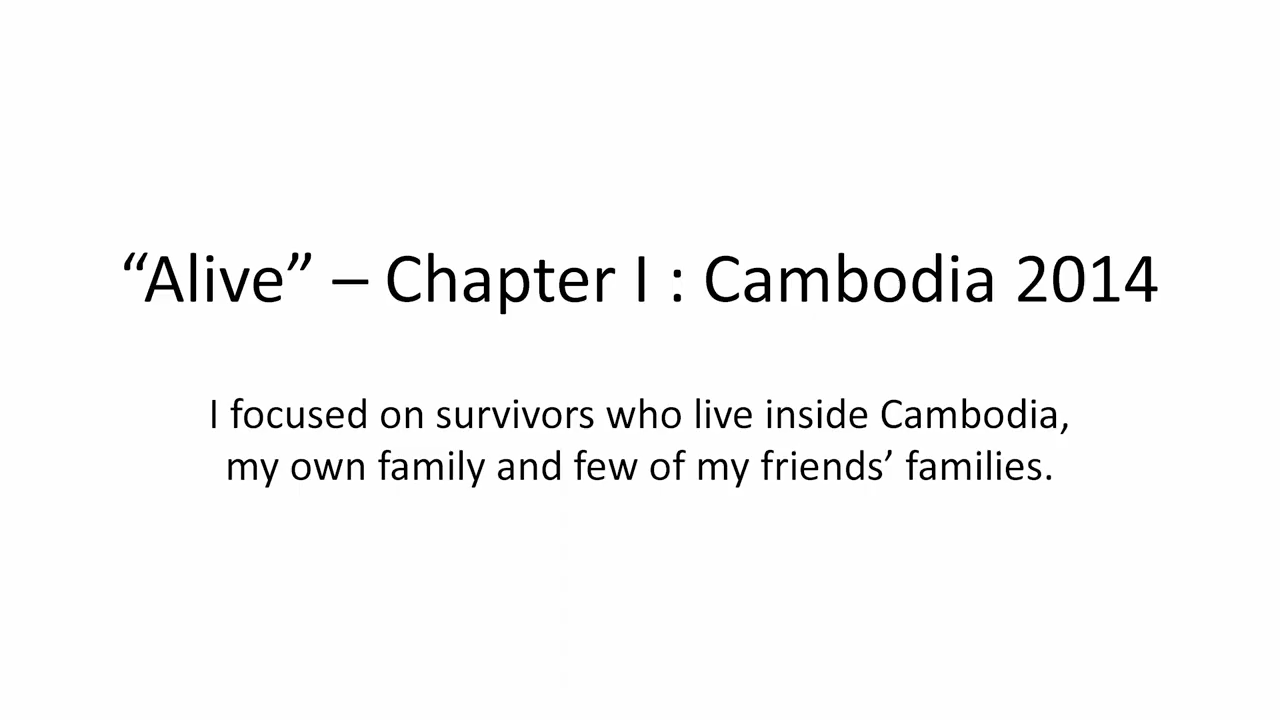 “Alive” – Chapter I : Cambodia 2014
I focused on survivors who live inside Cambodia,
my own family and few of my friends’ families.